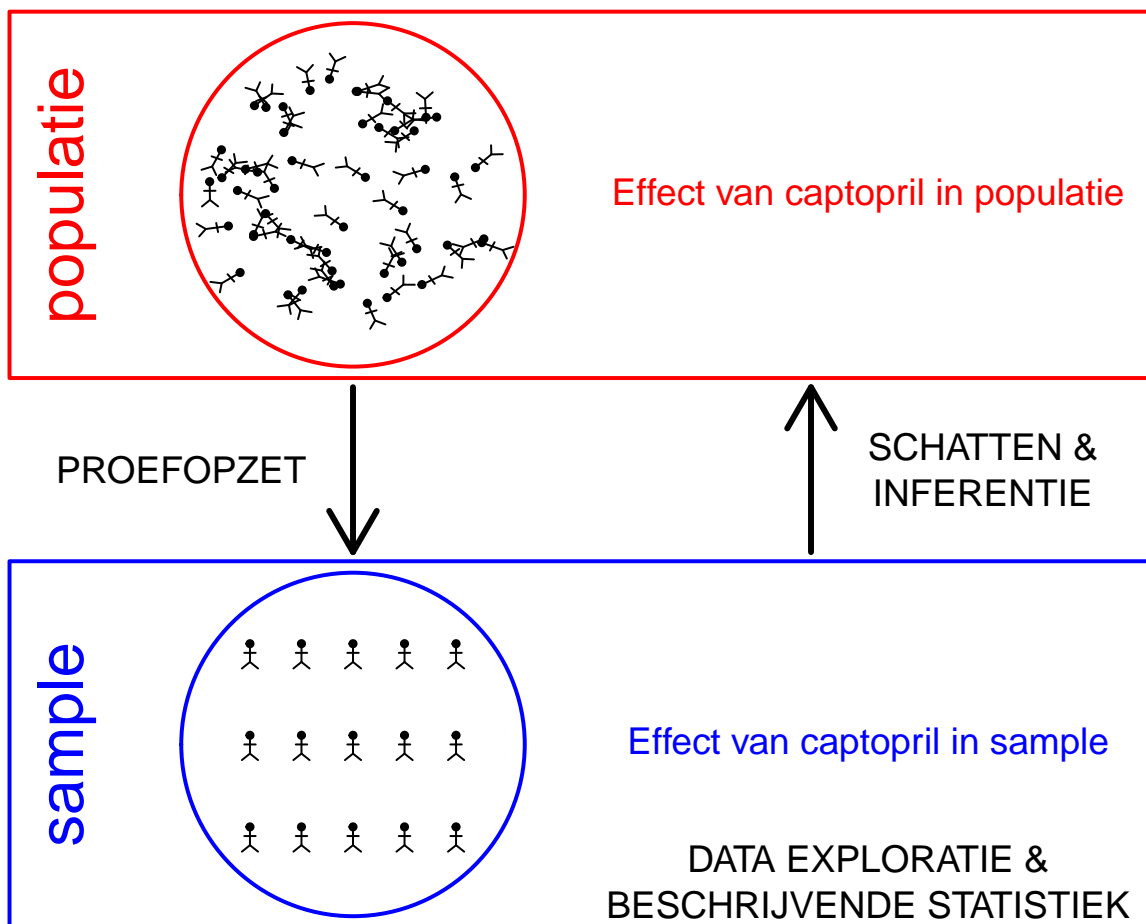 populatie
Effect van captopril in populatie
PROEFOPZET
SCHATTEN &
INFERENTIE
sample
Effect van captopril in sample
DATA EXPLORATIE &
BESCHRIJVENDE STATISTIEK